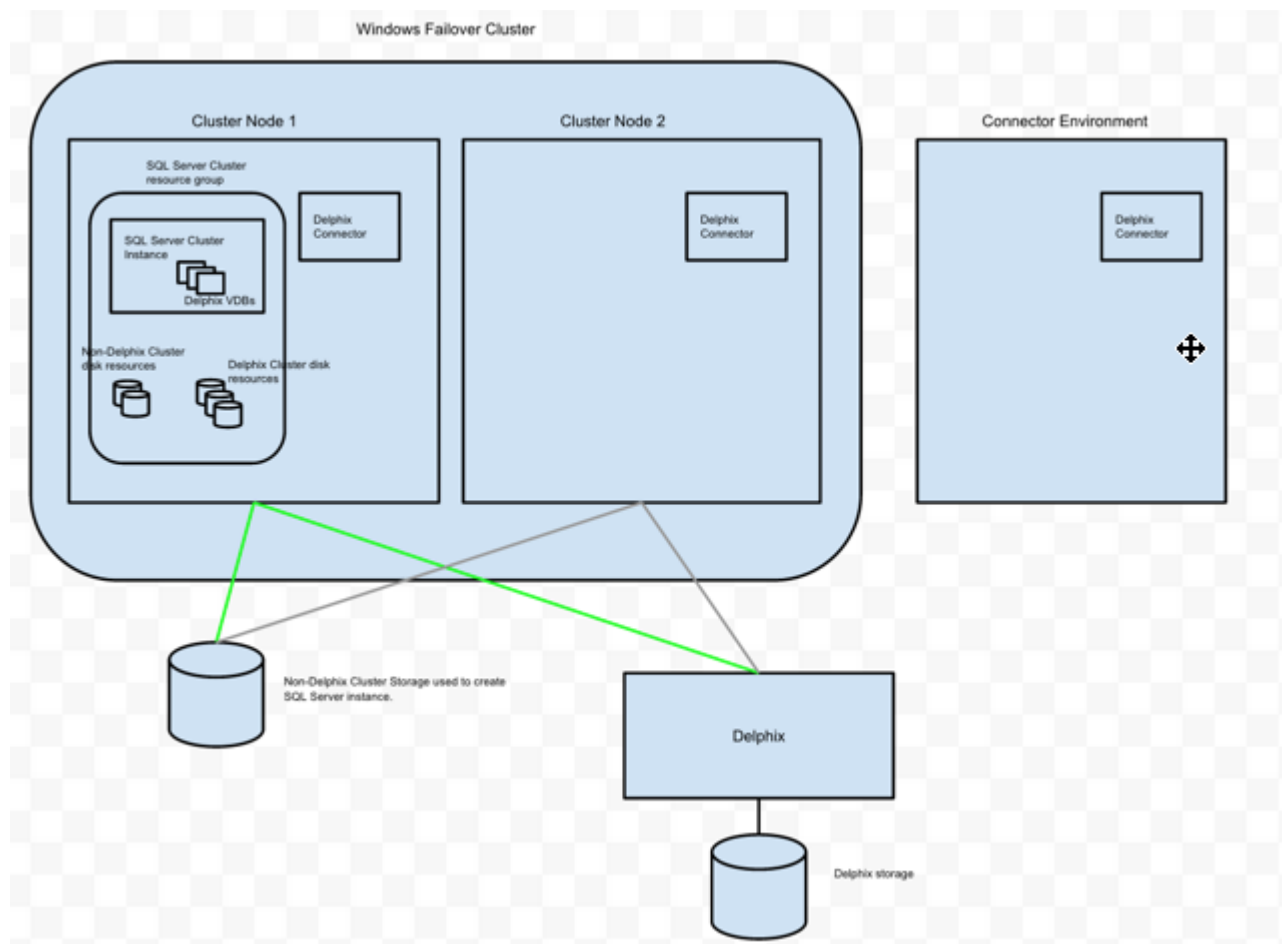 Windows Failover Cluster
Cluster Node 1
Cluster Node 2
Connector Environment
SQL Server Cluster
resource group
Delphix
Connector
Delphix
Connector
Delphix
Connector
SQL Server Cluster
Instance
Delphix VDBs
Non-Delphix Cluster
disk resources
Delphix Cluster disk
resources
Non-Delphix Cluster Storage used to create
SQL Server instance.
Delphix
Delphix storage